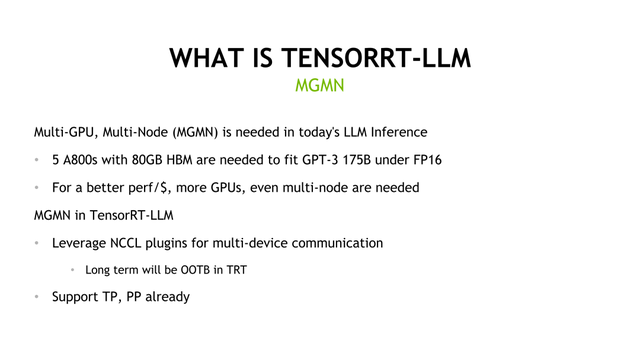 WHAT IS TENSORRT-LLM
MGMN
Multi-GPU, Multi-Node (MGMN) is needed in today's LLM Inference
• 5 A800s with 80GB HBM are needed to fit GPT-3 175B under FP16
• For a better perf/$, more GPUs, even multi-node are needed
MGMN in TensorRT-LLM
• Leverage NCCL plugins for multi-device communication
• Long term will be OOTB in TRT
• Support TP, PP already